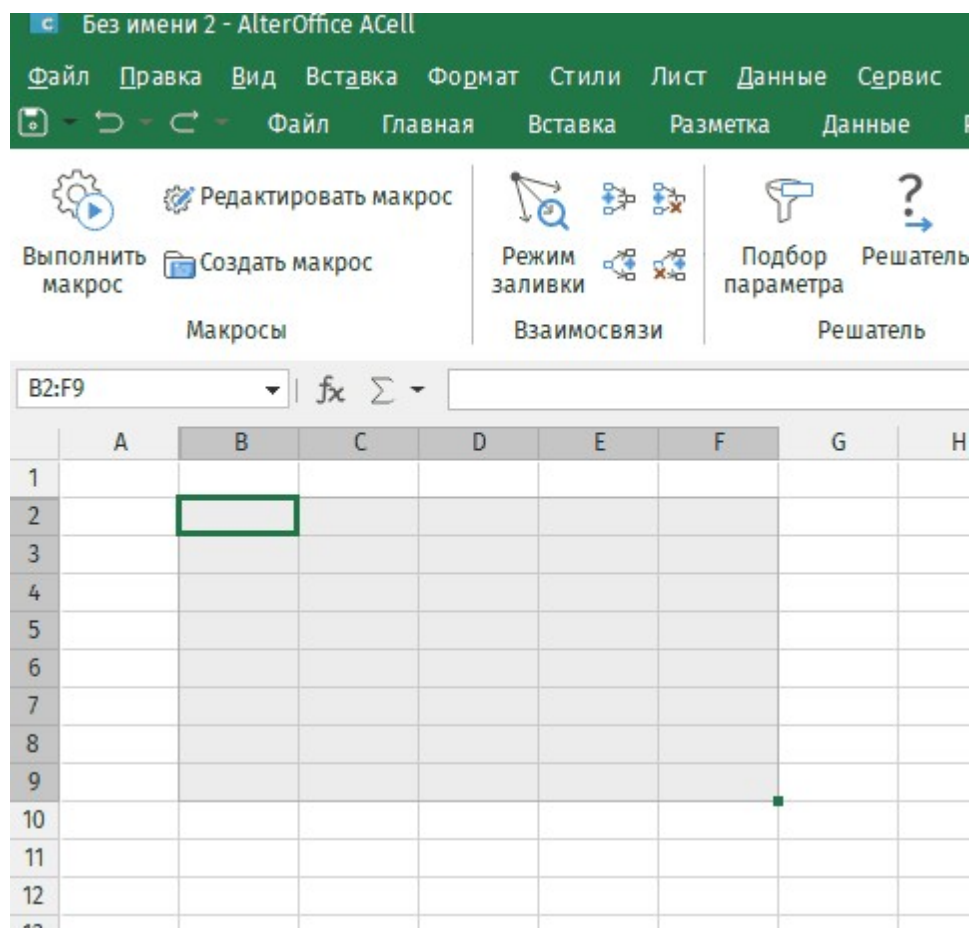 C Без имени 2 - AlterOffice ACell
Файл Правка Вид Вставка Формат Стили Лист Данные Сервис
Файл Главная Вставка Разметка Данные
Редактировать макрос
Создать макрос
Выполнить макрос
Режим заливки
Подбор параметра
Решатель
Макросы Взаимосвязи Решатель
B2:F9 fx Σ
A B C D E F G H
1
2
3
4
5
6
7
8
9
10
11
12